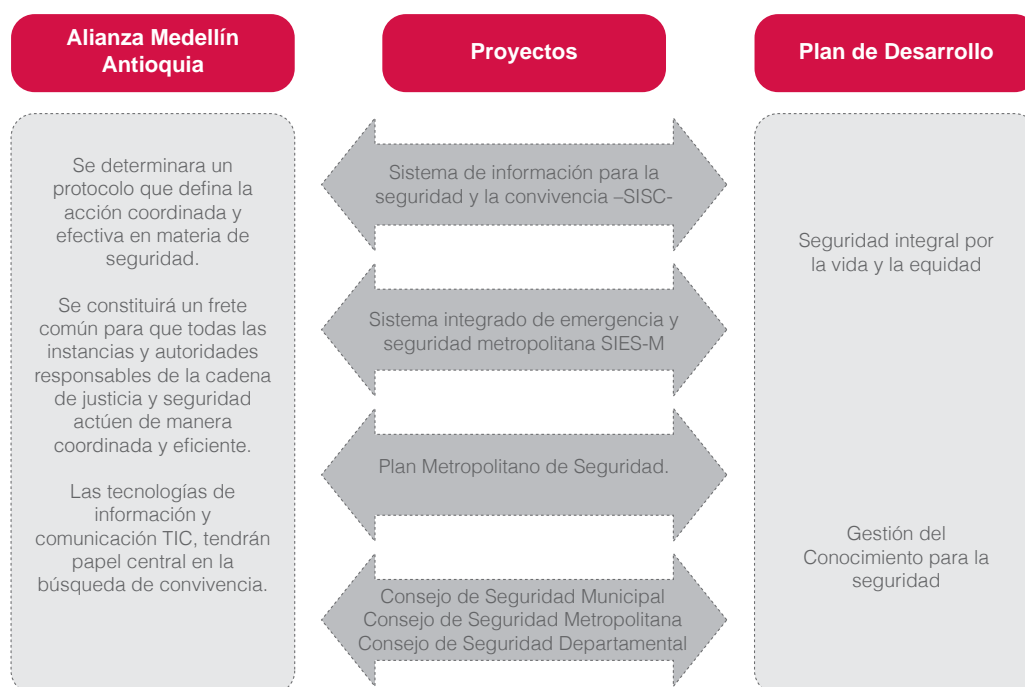 Alianza Medellín
Antioquia
Proyectos
Plan de Desarrollo
Se determinara un
protocolo que defina la
acción coordinada y
efectiva en materia de
seguridad.
Se constituirá un frete
común para que todas las
instancias y autoridades
responsables de la cadena
de justicia y seguridad
actúen de manera
coordinada y eficiente.
Las tecnologías de
información y
comunicación TIC, tendrán
papel central en la
búsqueda de convivencia.
Sistema de información para la
seguridad y la convivencia –SISC-
Sistema integrado de emergencia y
seguridad metropolitana SIES-M
Plan Metropolitano de Seguridad.
Consejo de Seguridad Municipal
Consejo de Seguridad Metropolitana
Consejo de Seguridad Departamental
Seguridad integral por
la vida y la equidad
Gestión del
Conocimiento para la
seguridad